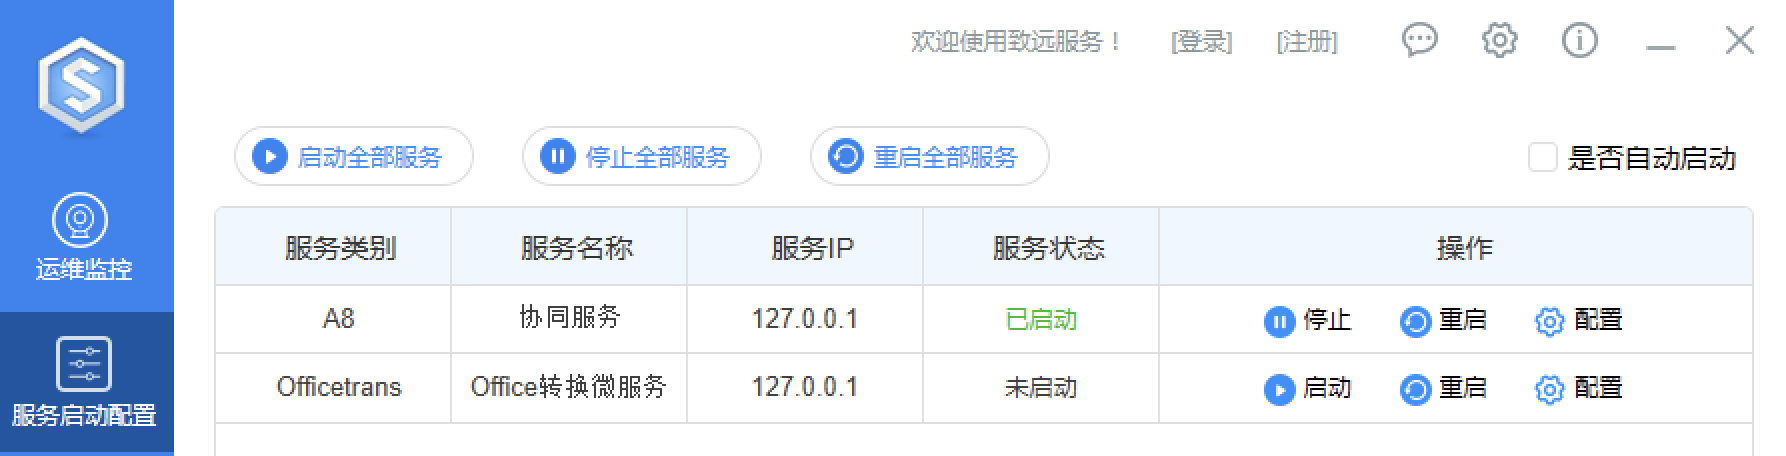 欢迎使用致远服务！ [登录] [注册]
启动全部服务 停止全部服务 重启全部服务 是否自动启动
运维监控
服务启动配置
服务类别 服务名称 服务IP 服务状态 操作
A8 协同服务 127.0.0.1 已启动 停止 重启 配置
Officetrans Office转换微服务 127.0.0.1 未启动 启动 重启 配置